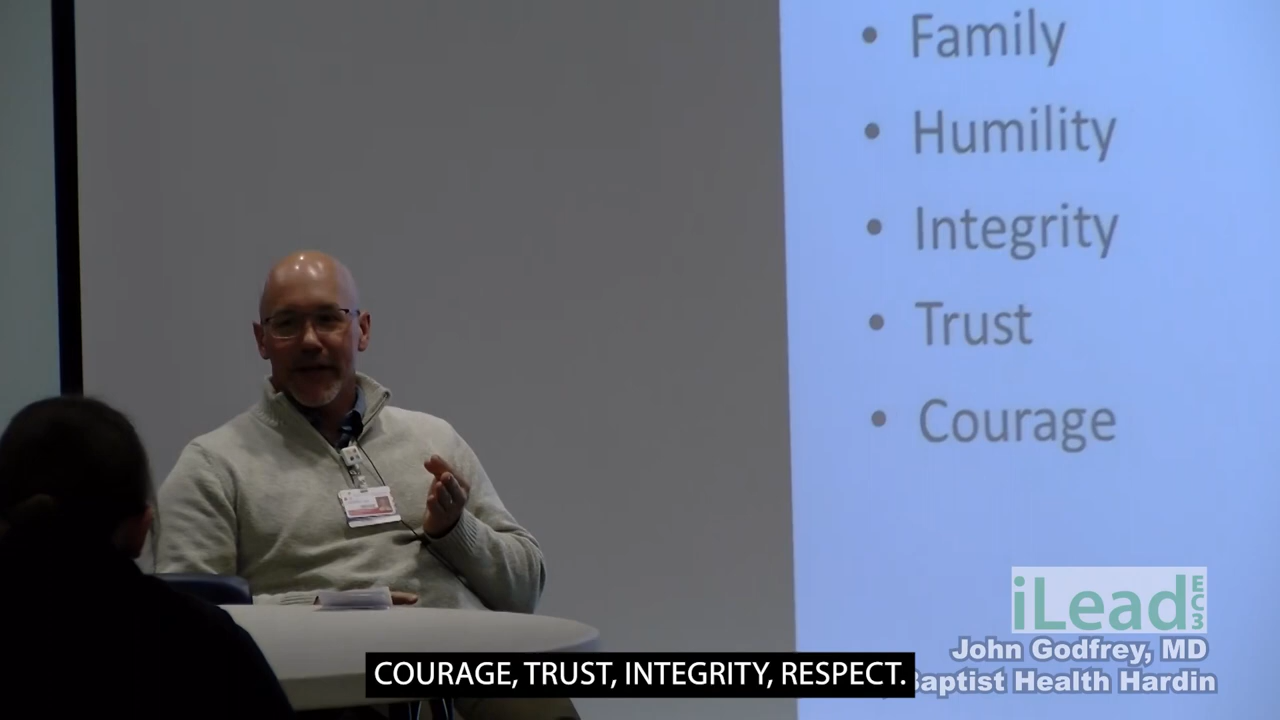 • Family
• Humility
• Integrity
• Trust
• Courage
iLead EC3
John Godfrey, MD
Baptist Health Hardin
COURAGE, TRUST, INTEGRITY, RESPECT.